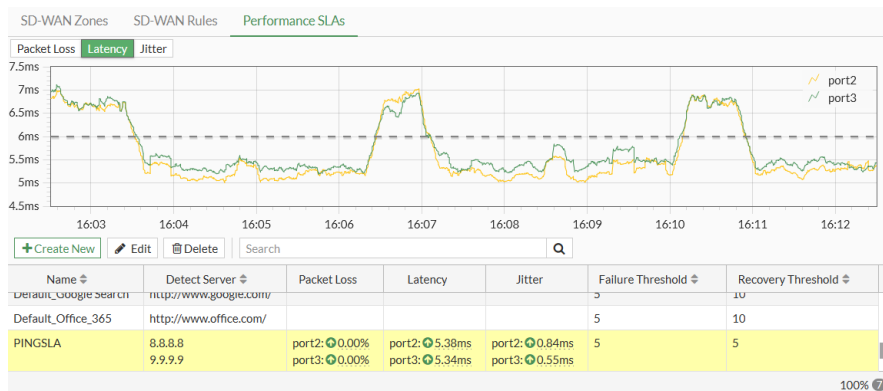 SD-WAN Zones SD-WAN Rules Performance SLAs
Packet Loss Latency Jitter
7.5ms
7ms
6.5ms
6ms
5.5ms
5ms
4.5ms
port2
port3
16:03 16:04 16:05 16:06 16:07 16:08 16:09 16:10 16:11 16:12
+Create New Edit Delete Search
Name Detect Server Packet Loss Latency Jitter Failure Threshold Recovery Threshold
Default_Google Search http://www.google.com/ 5 10
Default_Office_365 http://www.office.com/ 5 10
PINGSLA 8.8.8.8 port2: 0.00% port2: 5.38ms port2: 0.84ms 5 5
9.9.9.9 port3: 0.00% port3: 5.34ms port3: 0.55ms
100% 7